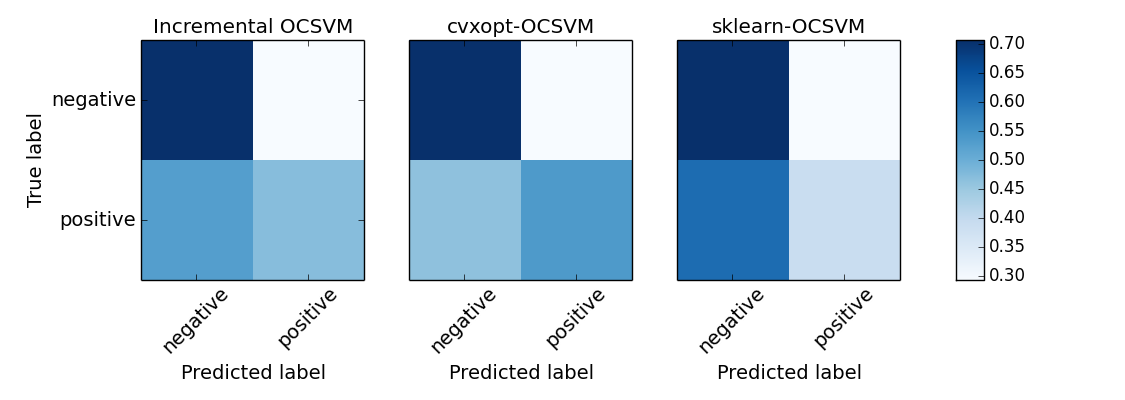 Incremental OCSVM
cvxopt-OCSVM
sklearn-OCSVM
True label
negative
positive
negative
positive
Predicted label
negative
positive
Predicted label
negative
positive
Predicted label
0.70
0.65
0.60
0.55
0.50
0.45
0.40
0.35
0.30